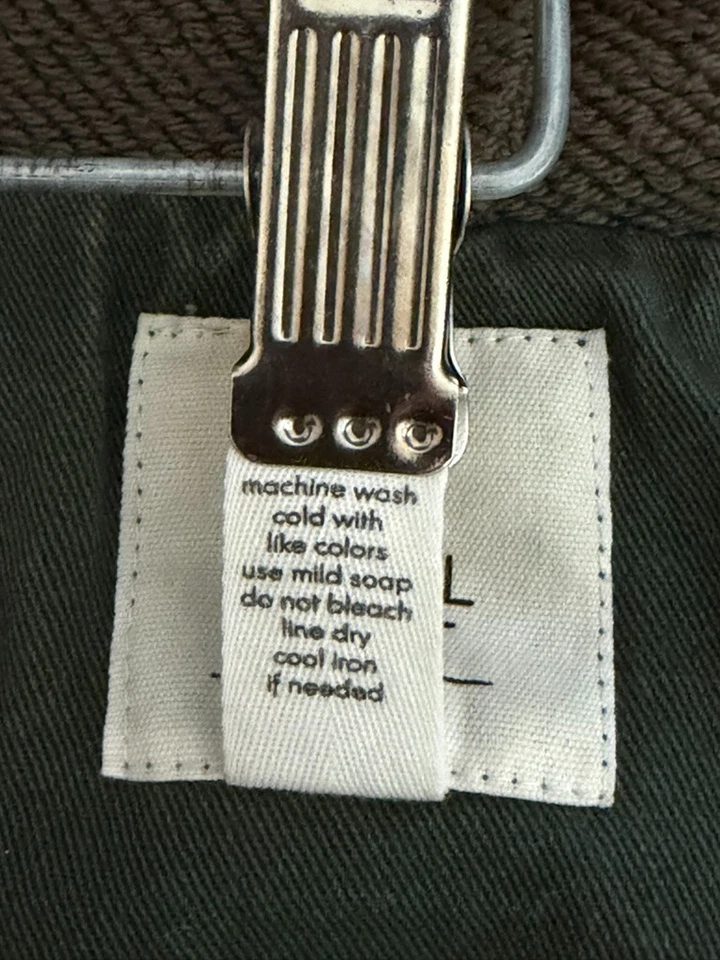 machine wash
cold with
like colors
use mild soap
do not bleach
line dry
cool iron
if needed
L